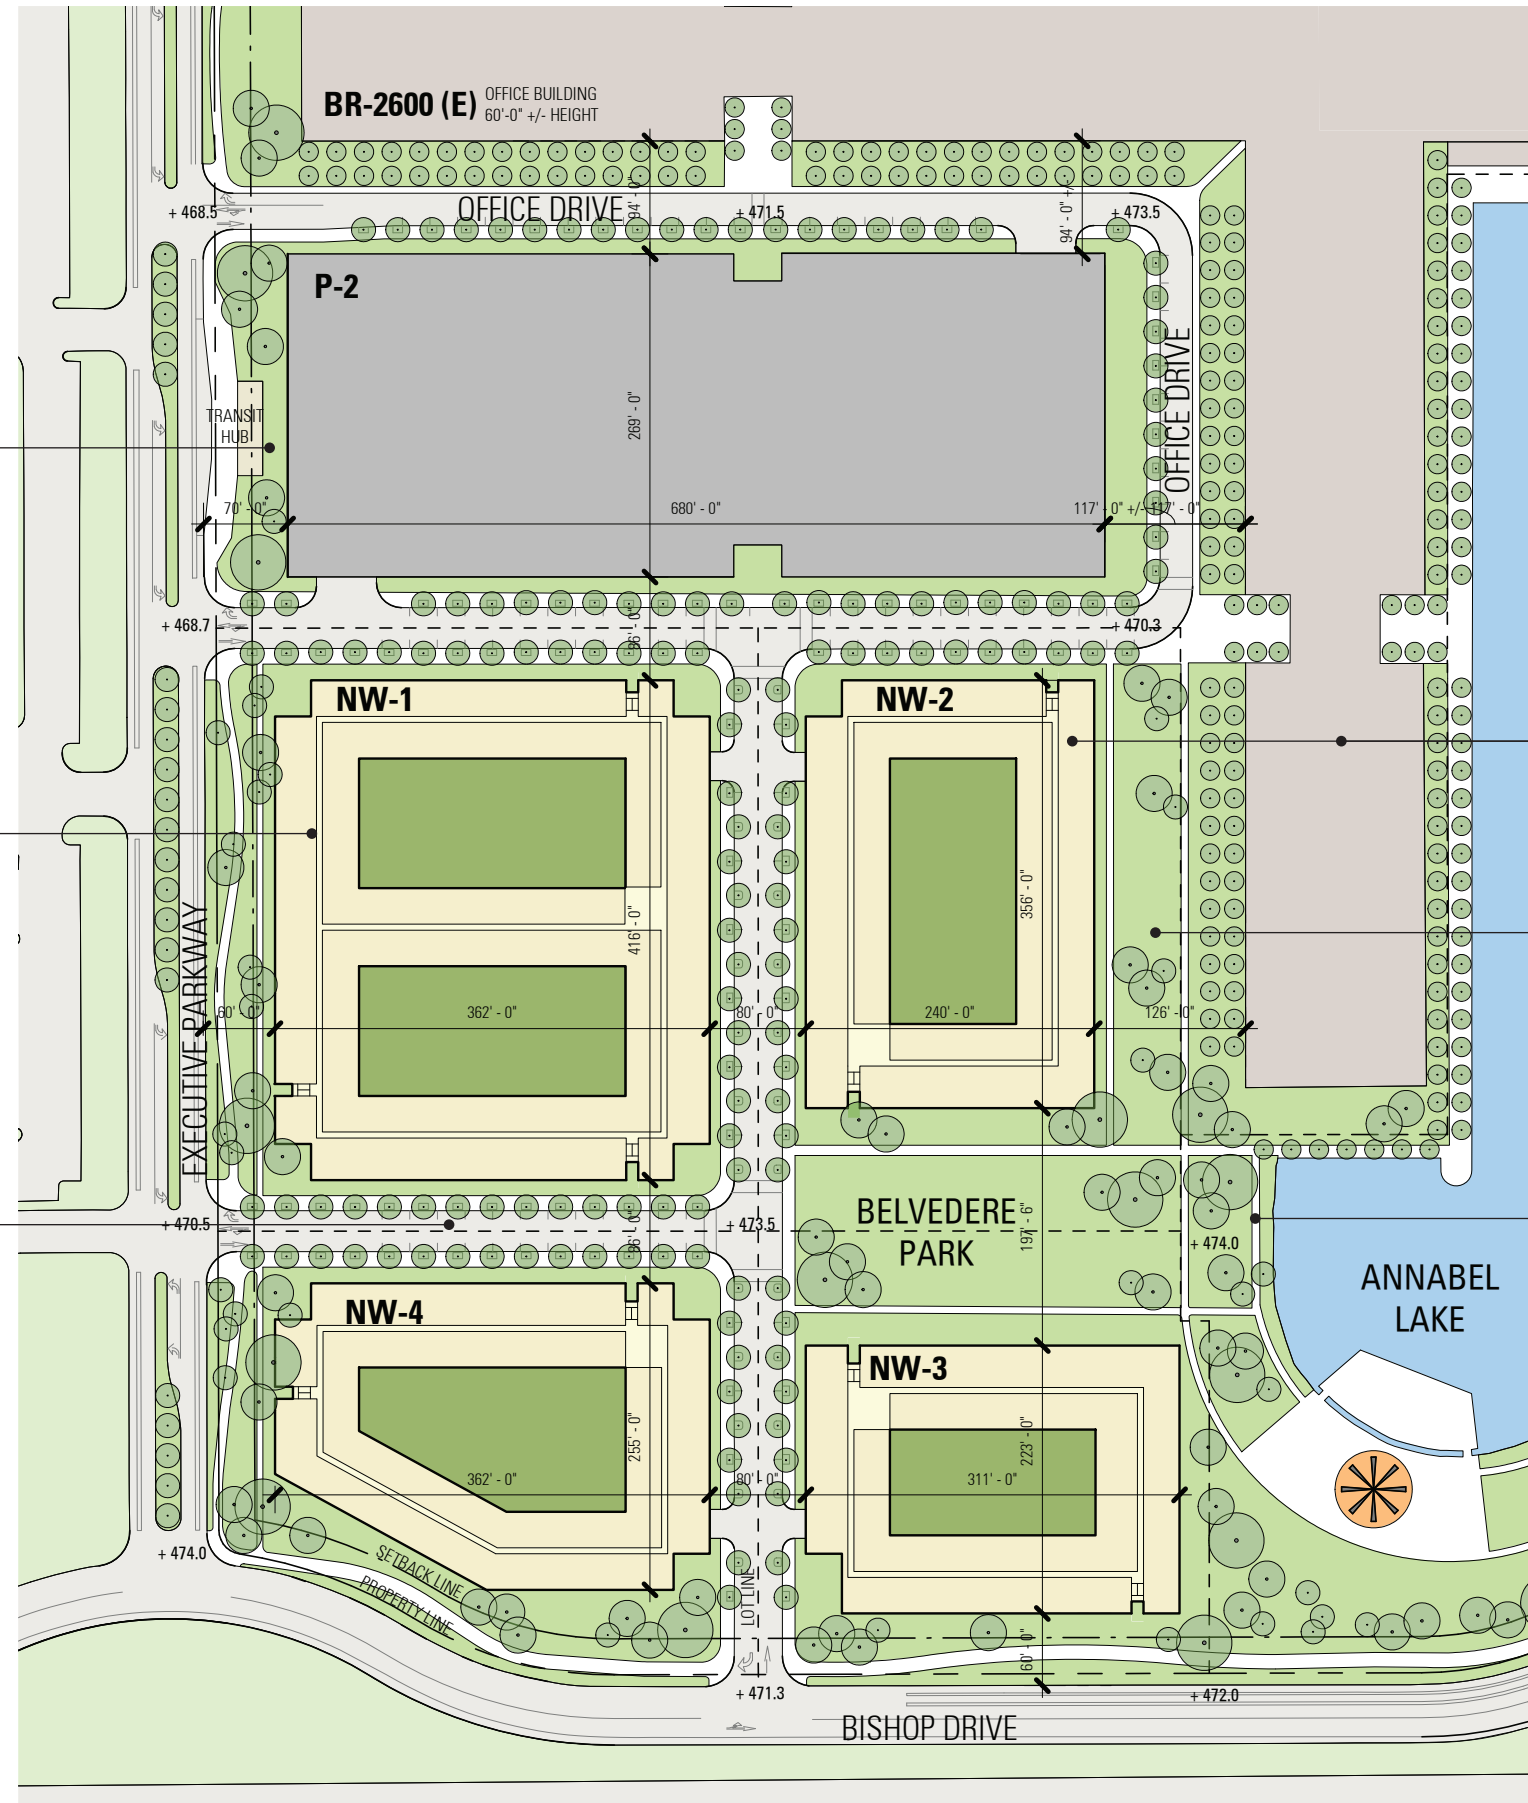 BR-2600 (E)
OFFICE BUILDING
60'-0" +/- HEIGHT
OFFICE DRIVE
94' - 0"
94' - 0" +/-
+ 468.5
+ 471.5
+ 473.5
P-2
TRANSIT
HUB
269' - 0"
OFFICE DRIVE
70' - 0"
680' - 0"
117' - 0" +/-
117' - 0"
+ 468.7
86' - 0"
+ 470.3
NW-1
NW-2
356' - 0"
416' - 0"
EXECUTIVE PARKWAY
60' - 0"
362' - 0"
80' - 0"
240' - 0"
126' - 0"
+ 470.5
86' - 0"
+ 473.5
BELVEDERE
PARK
197' - 6"
+ 474.0
ANNABEL
LAKE
NW-4
NW-3
255' - 0"
223' - 0"
362' - 0"
80' - 0"
311' - 0"
+ 474.0
SETBACK LINE
PROPERTY LINE
LOT LINE
60' - 0"
+ 471.3
+ 472.0
BISHOP DRIVE